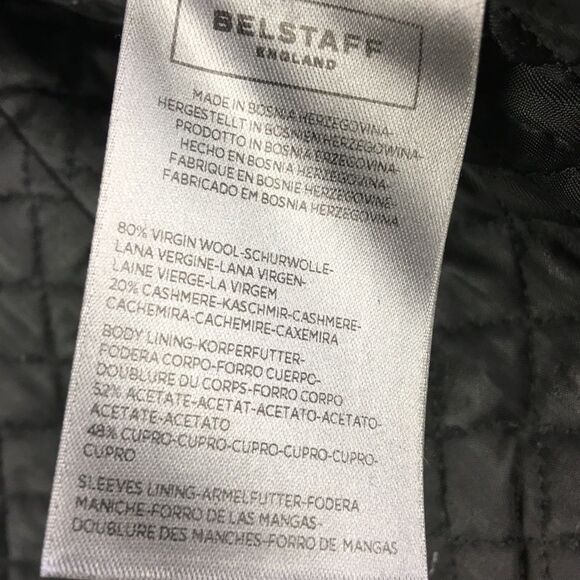 BELSTAFF
ENGLAND
MADE IN BOSNIA HERZEGOVINA-
HERGESTELLT IN BOSNIEN HERZEGOWINA-
PRODOTTO IN BOSNIA ERZEGOVINA-
HECHO EN BOSNIA HERZEGOVINA-
FABRIQUE EN BOSNIE HERZEGOVINE-
FABRICADO EM BOSNIA HERZEGOVINA
80% VIRGIN WOOL-SCHURWOLLE-
LANA VERGINE-LANA VIRGEN-
LAINE VIERGE-LA VIRGEM
20% CASHMERE-KASCHMIR-CASHMERE-
CACHEMIRA-CACHEMIRE-CAXEMIRA
BODY LINING-KORPERFUTTER-
FODERA CORPO-FORRO CUERPO-
DOUBLURE DU CORPS-FORRO CORPO
52% ACETATE-ACETAT-ACETATO-ACETATO-
ACETATE-ACETATO
48% CUPRO-CUPRO-CUPRO-CUPRO-CUPRO-
CUPRO
SLEEVES LINING-ARMELFUTTER-FODERA
MANICHE-FORRO DE LAS MANGAS-
DOUBLURE DES MANCHES-FORRO DE MANGAS